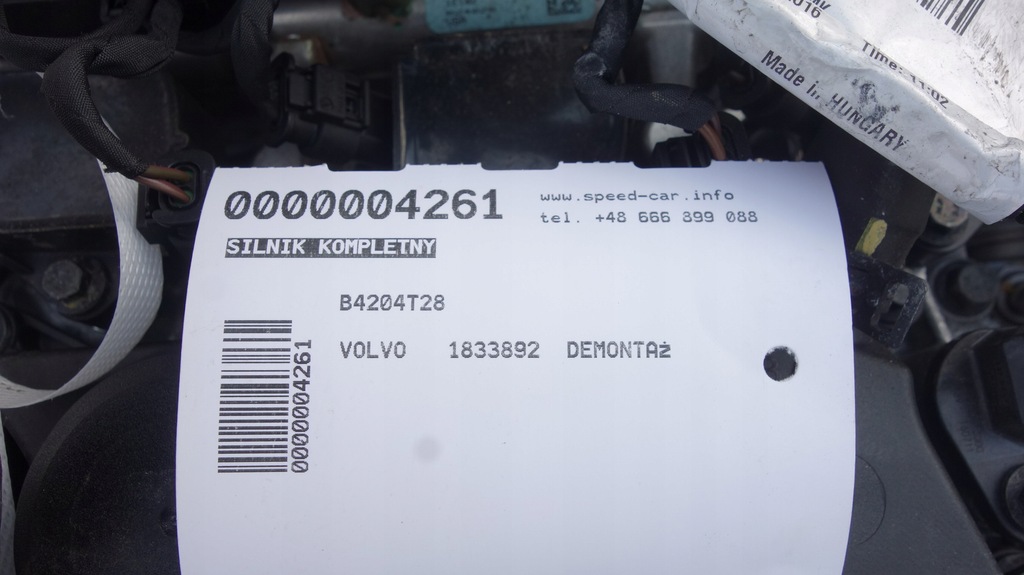 2016
Time: 11:02
Made in HUNGARY
0000004261
www.speed-car.info
tel. +48 666 399 088
SILNIK KOMPLETNY
B4204T28
VOLVO 1833892 DEMONTAż
0000004261